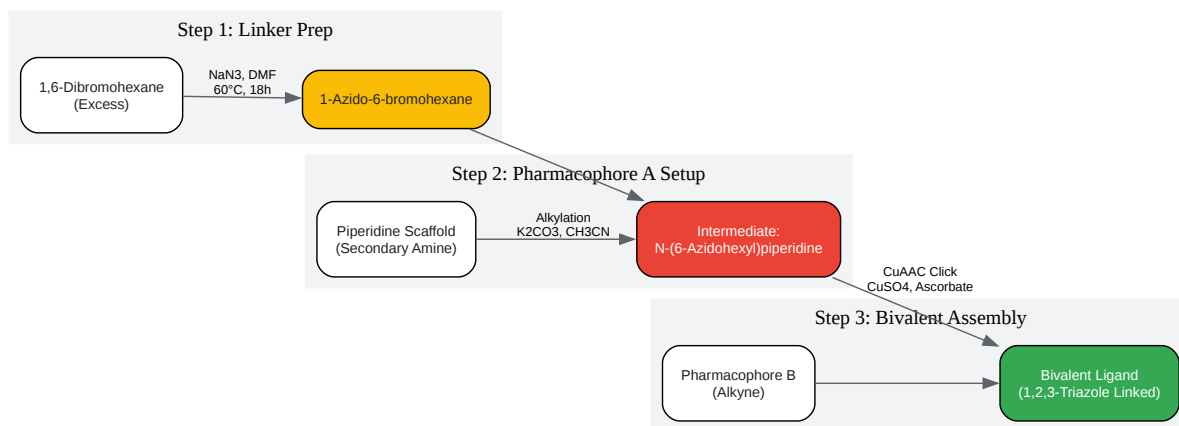 Step 1: Linker Prep
1,6-Dibromohexane
(Excess)
NaN3, DMF
60°C, 18h
1-Azido-6-bromohexane
Step 2: Pharmacophore A Setup
Piperidine Scaffold
(Secondary Amine)
Alkylation
K2CO3, CH3CN
Intermediate:
N-(6-Azidohexyl)piperidine
CuAAC Click
CuSO4, Ascorbate
Step 3: Bivalent Assembly
Pharmacophore B
(Alkyne)
Bivalent Ligand
(1,2,3-Triazole Linked)